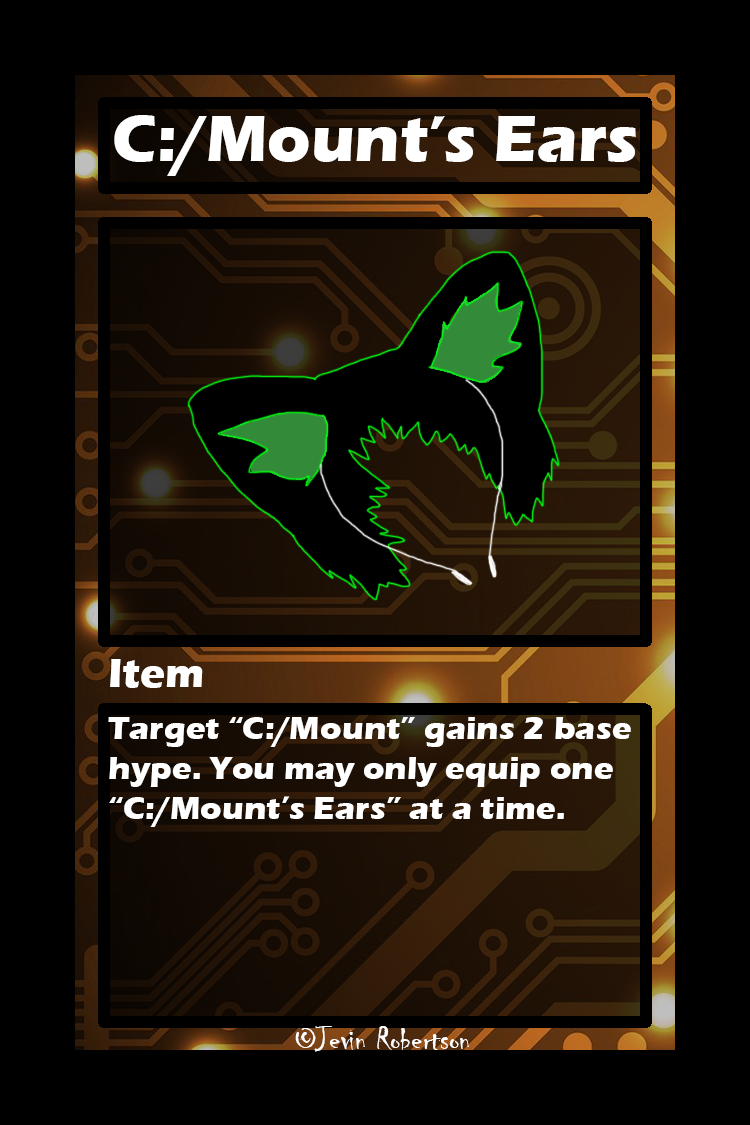 C:/Mount’s Ears
Item
Target “C:/Mount” gains 2 base
hype. You may only equip one
“C:/Mount’s Ears” at a time.
©Jevin Robertson